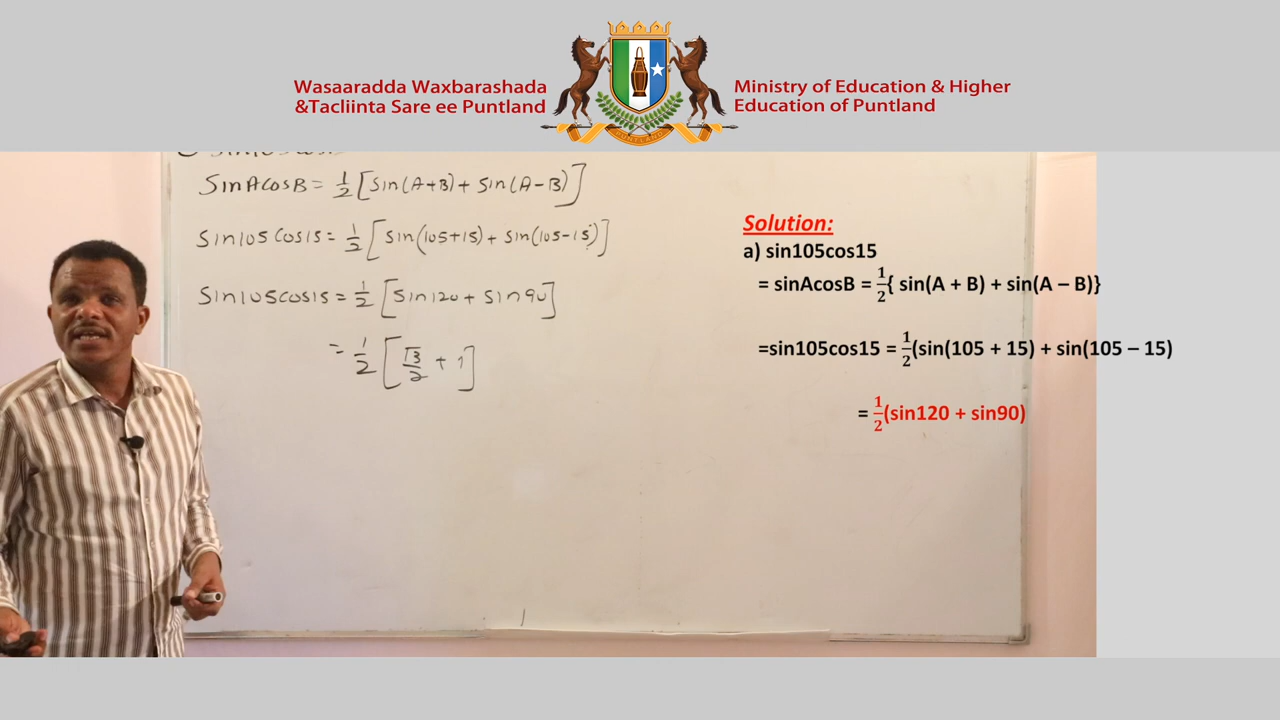 Wasaaradda Waxbarashada
&Tacliinta Sare ee Puntland
Ministry of Education & Higher
Education of Puntland
PUNTLAND
SinAcosB = 1/2 [sin(A+B) + sin(A-B)]
Sin105 cos15 = 1/2 [sin(105+15) + sin(105-15)]
Sin105cos15 = 1/2 [sin120 + sin90]
= 1/2 [√3/2 + 1]
Solution:
a) sin105cos15
= sinAcosB = 1/2{ sin(A + B) + sin(A – B)}
=sin105cos15 = 1/2(sin(105 + 15) + sin(105 – 15)
= 1/2(sin120 + sin90)